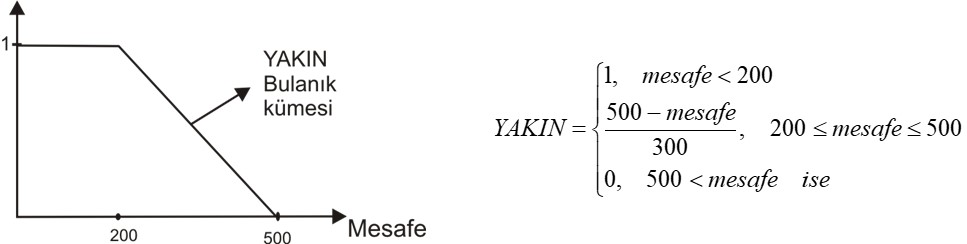 1
YAKIN
Bulanık
kümesi
200
500
Mesafe
1, mesafe < 200
YAKIN = { (500 − mesafe) / 300, 200 ≤ mesafe ≤ 500
0, 500 < mesafe ise